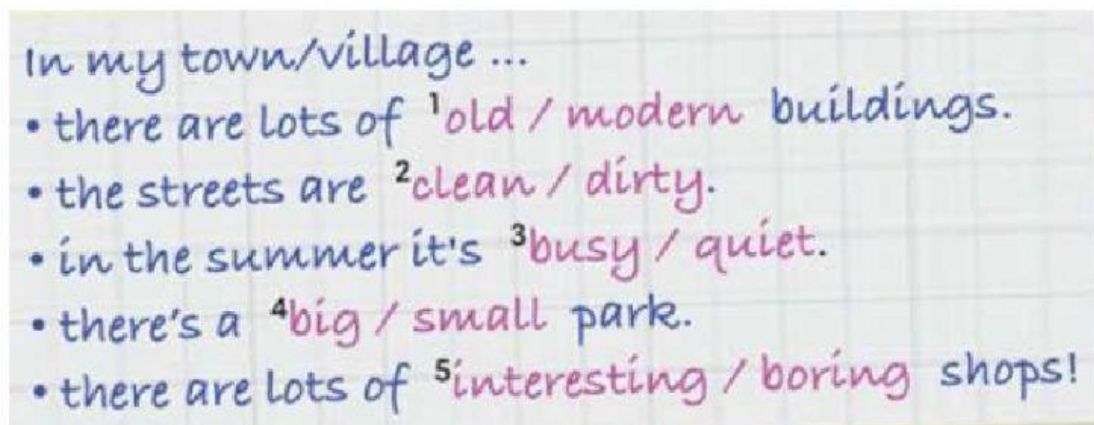 In my town/village ...
• there are lots of ¹old / modern buildings.
• the streets are ²clean / dirty.
• in the summer it's ³busy / quiet.
• there's a ⁴big / small park.
• there are lots of ⁵interesting / boring shops!